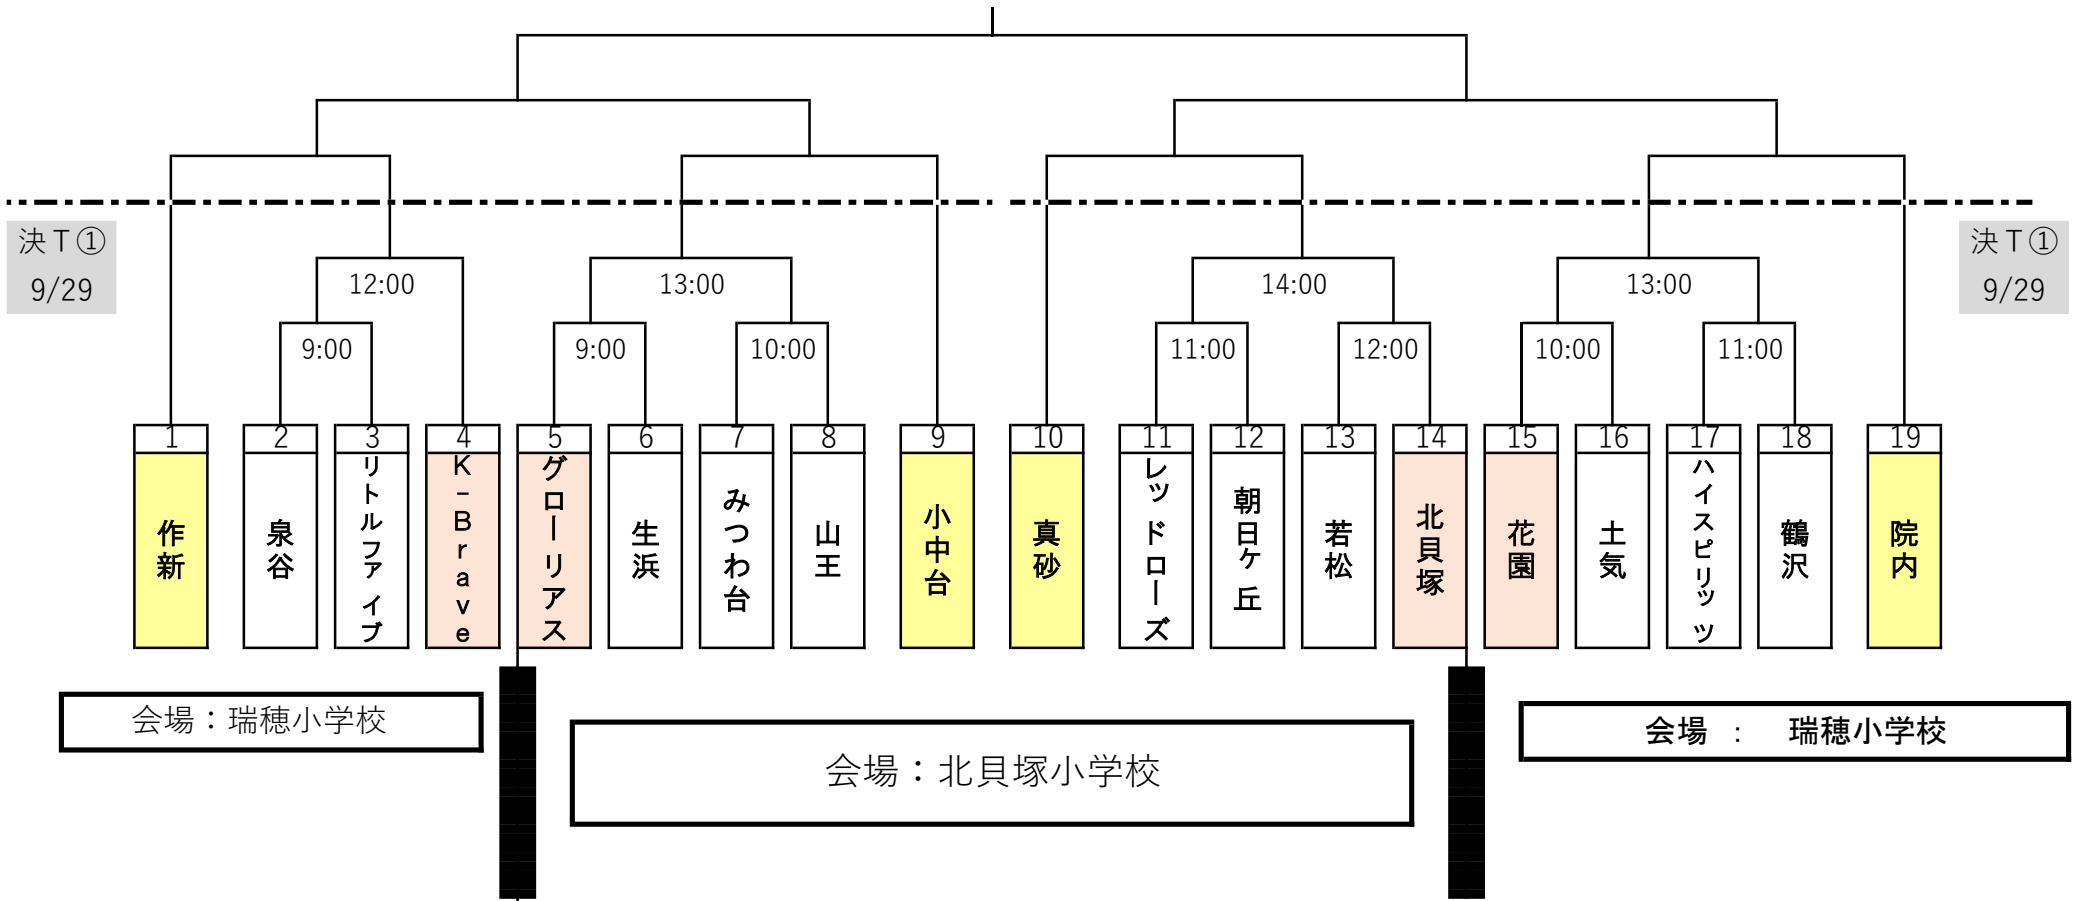 決T①
9/29
決T①
9/29
12:00
13:00
14:00
13:00
9:00
9:00
10:00
11:00
12:00
10:00
11:00
1
2
3
4
5
6
7
8
9
10
11
12
13
14
15
16
17
18
19
作新
泉谷
リトルファイブ
K-Brave
グローリアス
生浜
みつわ台
山王
小中台
真砂
レッドローズ
朝日ケ丘
若松
北貝塚
花園
土気
ハイスピリッツ
鶴沢
院内
会場：瑞穂小学校
会場：北貝塚小学校
会場 ： 瑞穂小学校